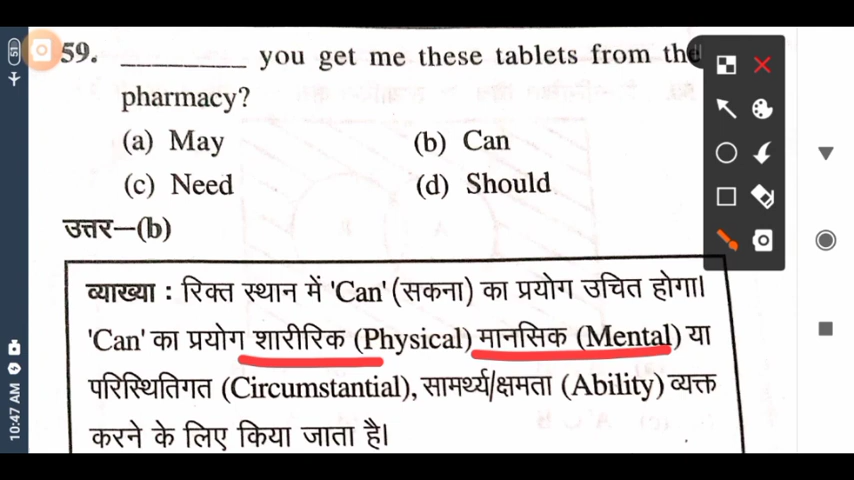 59. ________ you get me these tablets from the
pharmacy?
(a) May (b) Can
(c) Need (d) Should
उत्तर–(b)
व्याख्या : रिक्त स्थान में 'Can' (सकना) का प्रयोग उचित होगा।
'Can' का प्रयोग शारीरिक (Physical) मानसिक (Mental) या
परिस्थितिगत (Circumstantial), सामर्थ्य/क्षमता (Ability) व्यक्त
करने के लिए किया जाता है।
10:47 AM
51